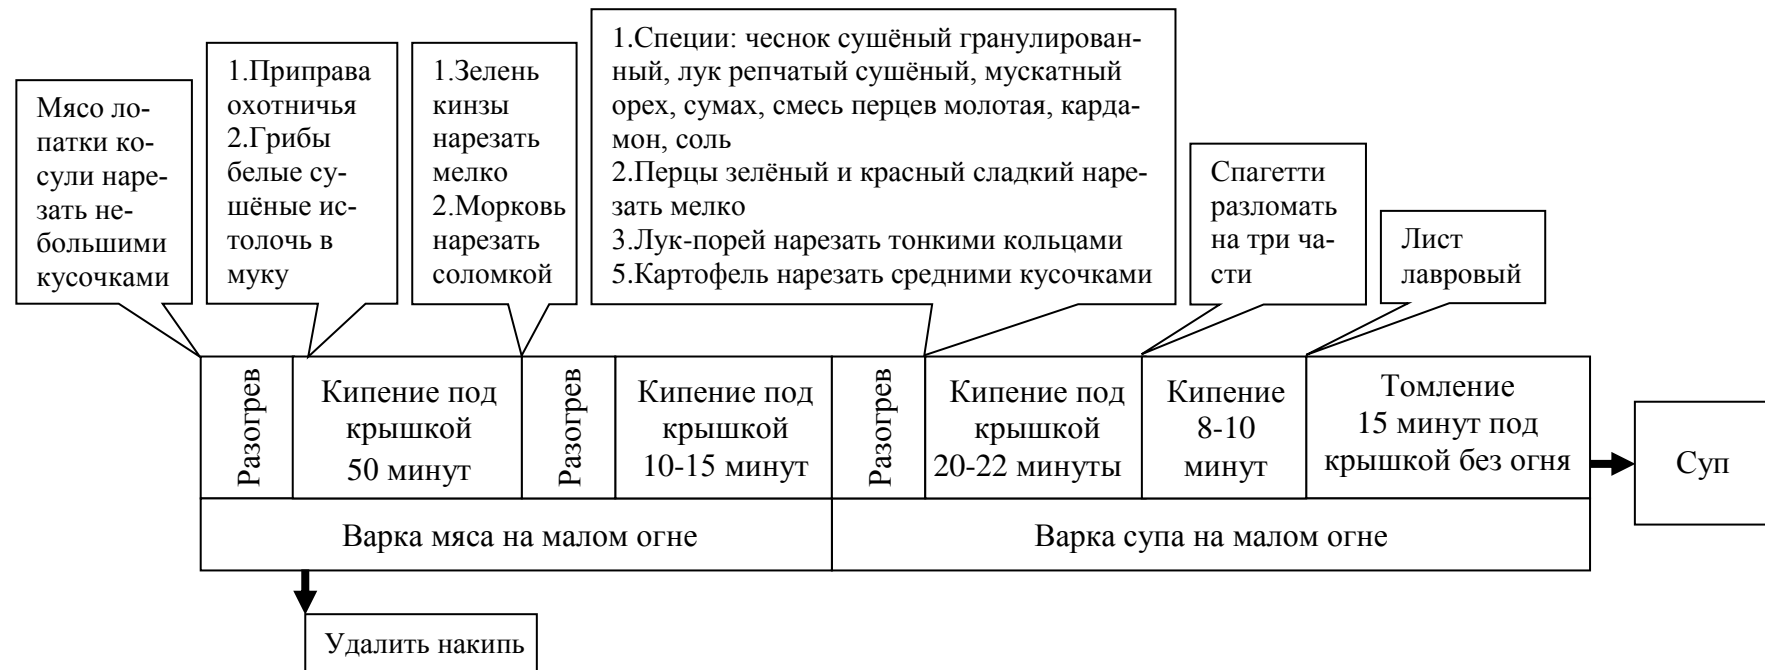 Мясо ло-
патки ко-
сули наре-
зать не-
большими
кусочками
1.Приправа
охотничья
2.Грибы
белые су-
шёные ис-
толочь в
муку
1.Зелень
кинзы
нарезать
мелко
2.Морковь
нарезать
соломкой
1.Специи: чеснок сушёный гранулирован-
ный, лук репчатый сушёный, мускатный
орех, сумах, смесь перцев молотая, карда-
мон, соль
2.Перцы зелёный и красный сладкий наре-
зать мелко
3.Лук-порей нарезать тонкими кольцами
5.Картофель нарезать средними кусочками
Спагетти
разломать
на три ча-
сти
Лист
лавровый
Разогрев
Кипение под
крышкой
50 минут
Разогрев
Кипение под
крышкой
10-15 минут
Разогрев
Кипение под
крышкой
20-22 минуты
Кипение
8-10
минут
Томление
15 минут под
крышкой без огня
Суп
Варка мяса на малом огне
Варка супа на малом огне
Удалить накипь